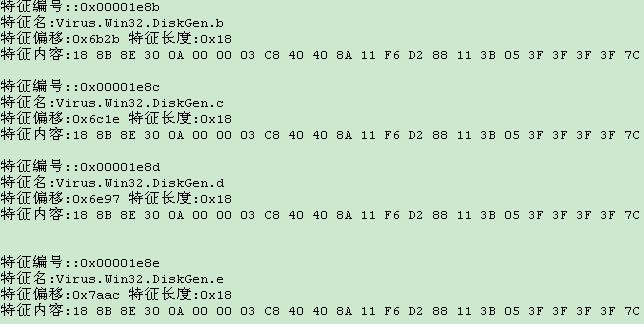 特征编号::0x00001e8b
特征名:Virus.Win32.DiskGen.b
特征偏移:0x6b2b 特征长度:0x18
特征内容:18 8B 8E 30 0A 00 00 03 C8 40 40 8A 11 F6 D2 88 11 3B 05 3F 3F 3F 3F 7C
特征编号::0x00001e8c
特征名:Virus.Win32.DiskGen.c
特征偏移:0x6c1e 特征长度:0x18
特征内容:18 8B 8E 30 0A 00 00 03 C8 40 40 8A 11 F6 D2 88 11 3B 05 3F 3F 3F 3F 7C
特征编号::0x00001e8d
特征名:Virus.Win32.DiskGen.d
特征偏移:0x6e97 特征长度:0x18
特征内容:18 8B 8E 30 0A 00 00 03 C8 40 40 8A 11 F6 D2 88 11 3B 05 3F 3F 3F 3F 7C
特征编号::0x00001e8e
特征名:Virus.Win32.DiskGen.e
特征偏移:0x7aac 特征长度:0x18
特征内容:18 8B 8E 30 0A 00 00 03 C8 40 40 8A 11 F6 D2 88 11 3B 05 3F 3F 3F 3F 7C